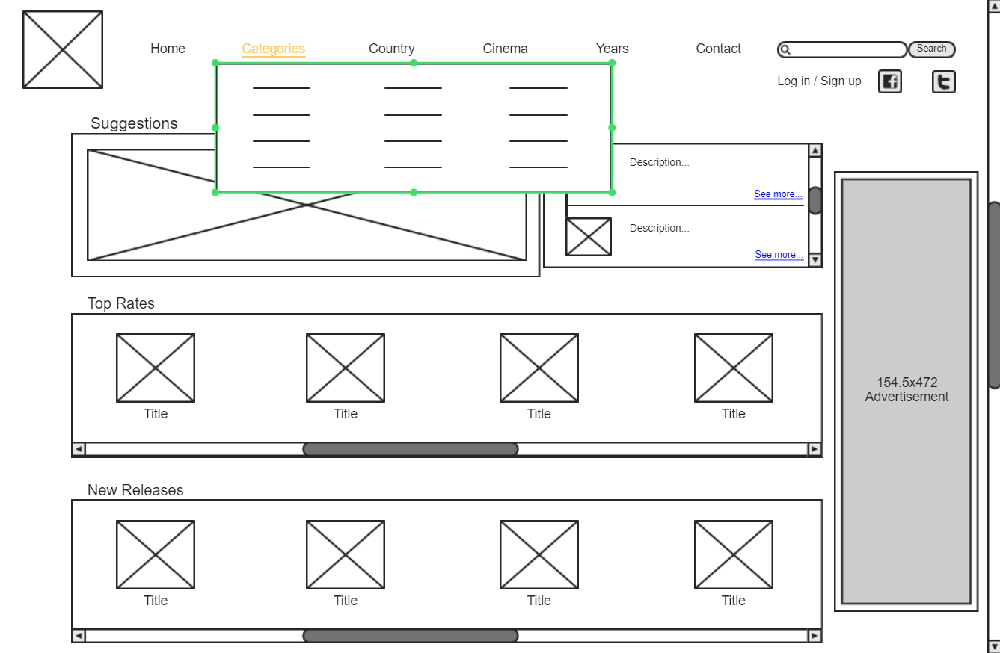 Home
Categories
Country
Cinema
Years
Contact
Search
Log in / Sign up
Suggestions
Description...
See more...
Description...
See more...
Top Rates
Title
Title
Title
Title
154.5x472
Advertisement
New Releases
Title
Title
Title
Title